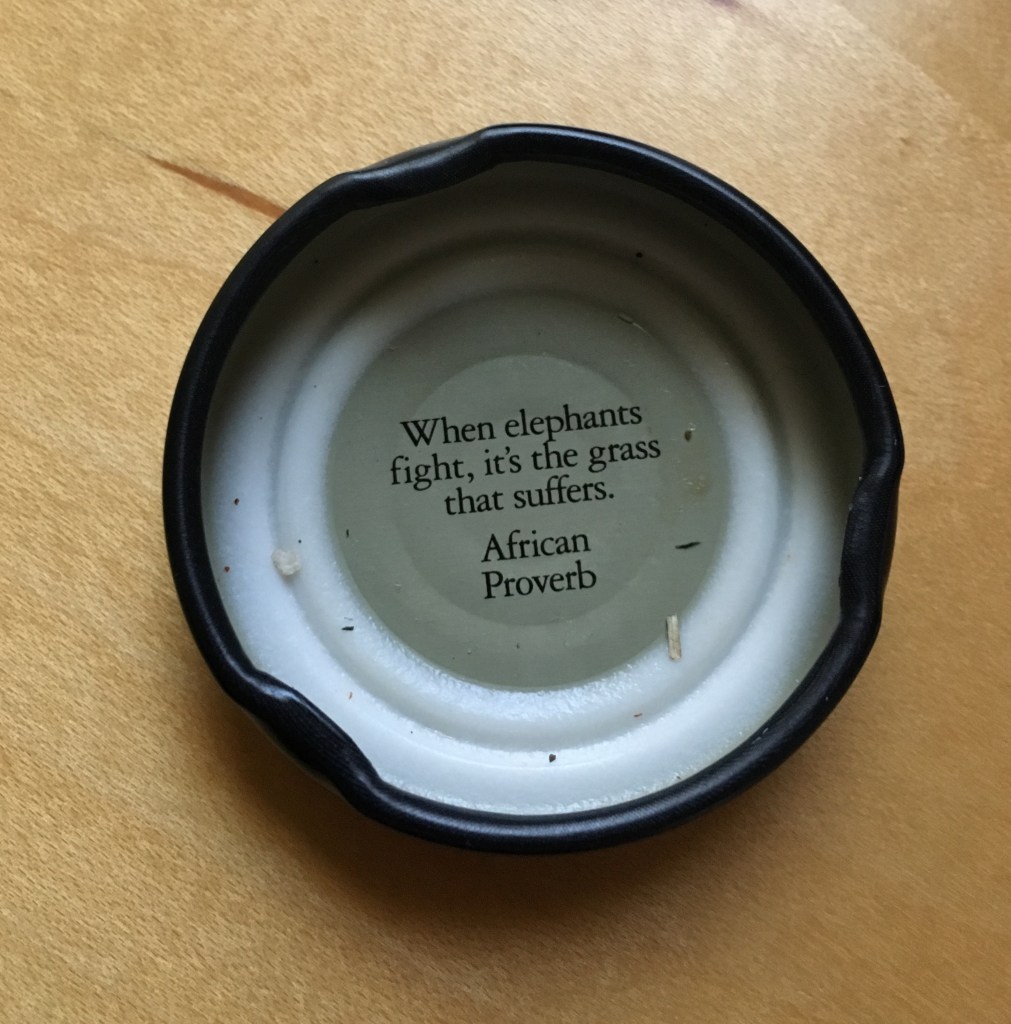 When elephants
fight, it's the grass
that suffers.
African
Proverb